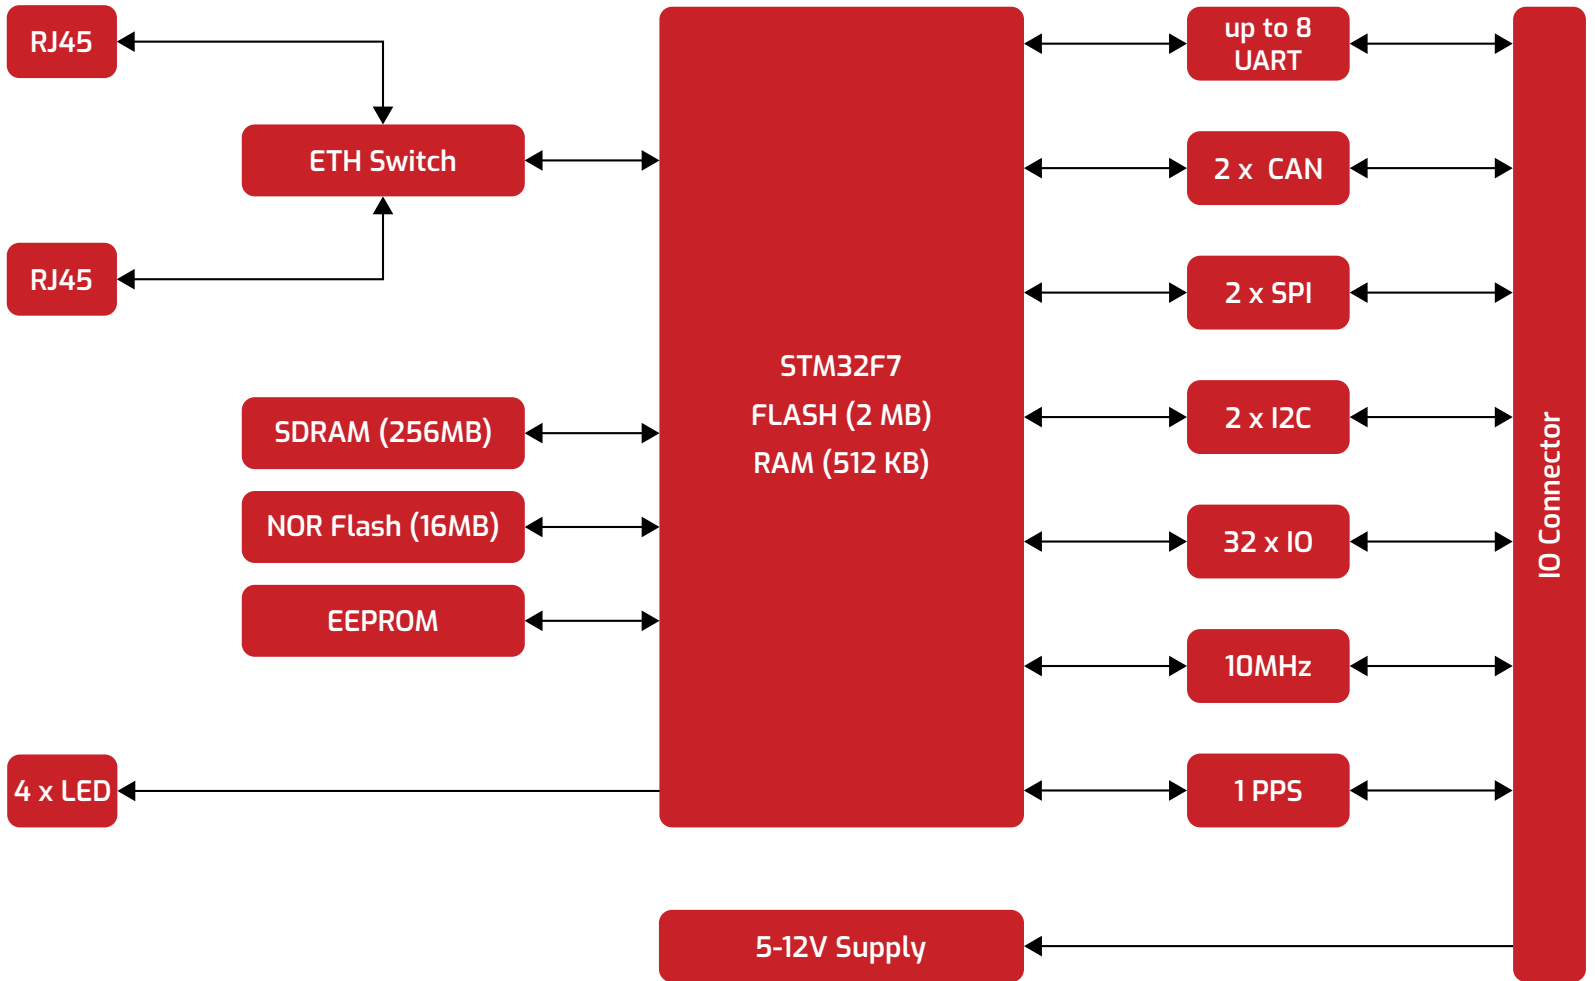 RJ45
up to 8
UART
ETH Switch
2 x CAN
RJ45
2 x SPI
STM32F7
FLASH (2 MB)
RAM (512 KB)
SDRAM (256MB)
2 x I2C
IO Connector
NOR Flash (16MB)
32 x IO
EEPROM
10MHz
4 x LED
1 PPS
5-12V Supply